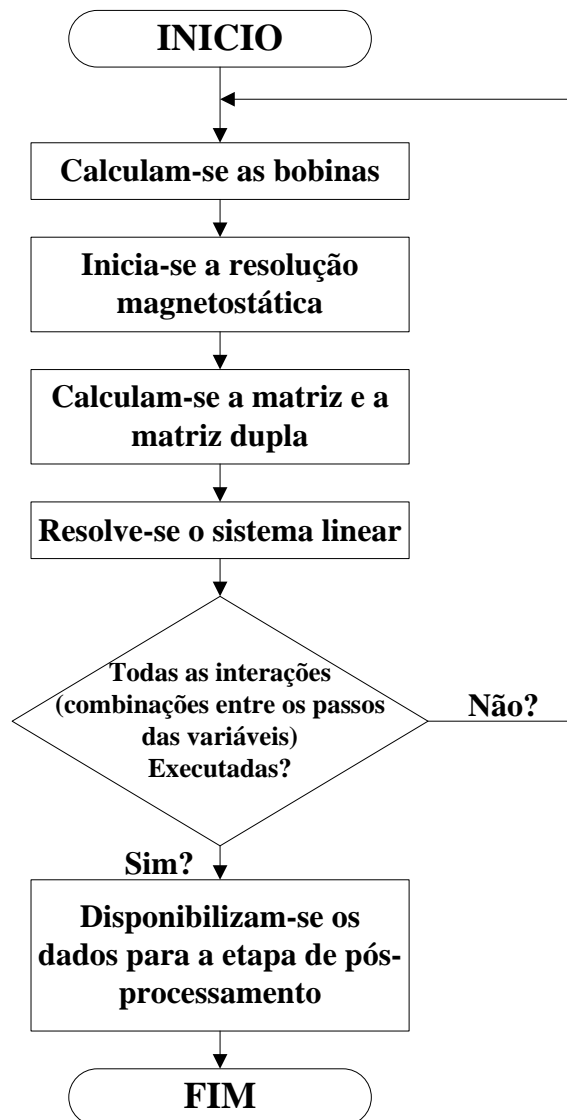 INICIO
Calculam-se as bobinas
Inicia-se a resolução
magnetostática
Calculam-se a matriz e a
matriz dupla
Resolve-se o sistema linear
Todas as interações
(combinações entre os passos
das variáveis)
Executadas?
Não?
Sim?
Disponibilizam-se os
dados para a etapa de pós-
processamento
FIM